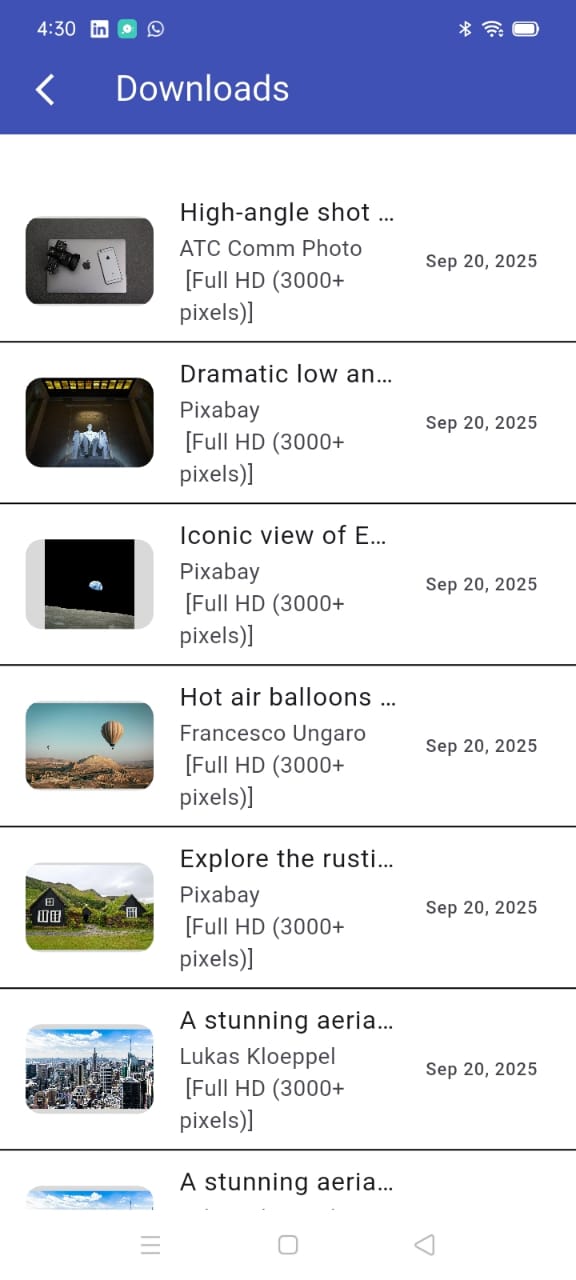 4:30
Downloads
High-angle shot ...
ATC Comm Photo
[Full HD (3000+
pixels)]
Sep 20, 2025
Dramatic low an...
Pixabay
[Full HD (3000+
pixels)]
Sep 20, 2025
Iconic view of E...
Pixabay
[Full HD (3000+
pixels)]
Sep 20, 2025
Hot air balloons ...
Francesco Ungaro
[Full HD (3000+
pixels)]
Sep 20, 2025
Explore the rusti...
Pixabay
[Full HD (3000+
pixels)]
Sep 20, 2025
A stunning aeria...
Lukas Kloeppel
[Full HD (3000+
pixels)]
Sep 20, 2025
A stunning aeria...